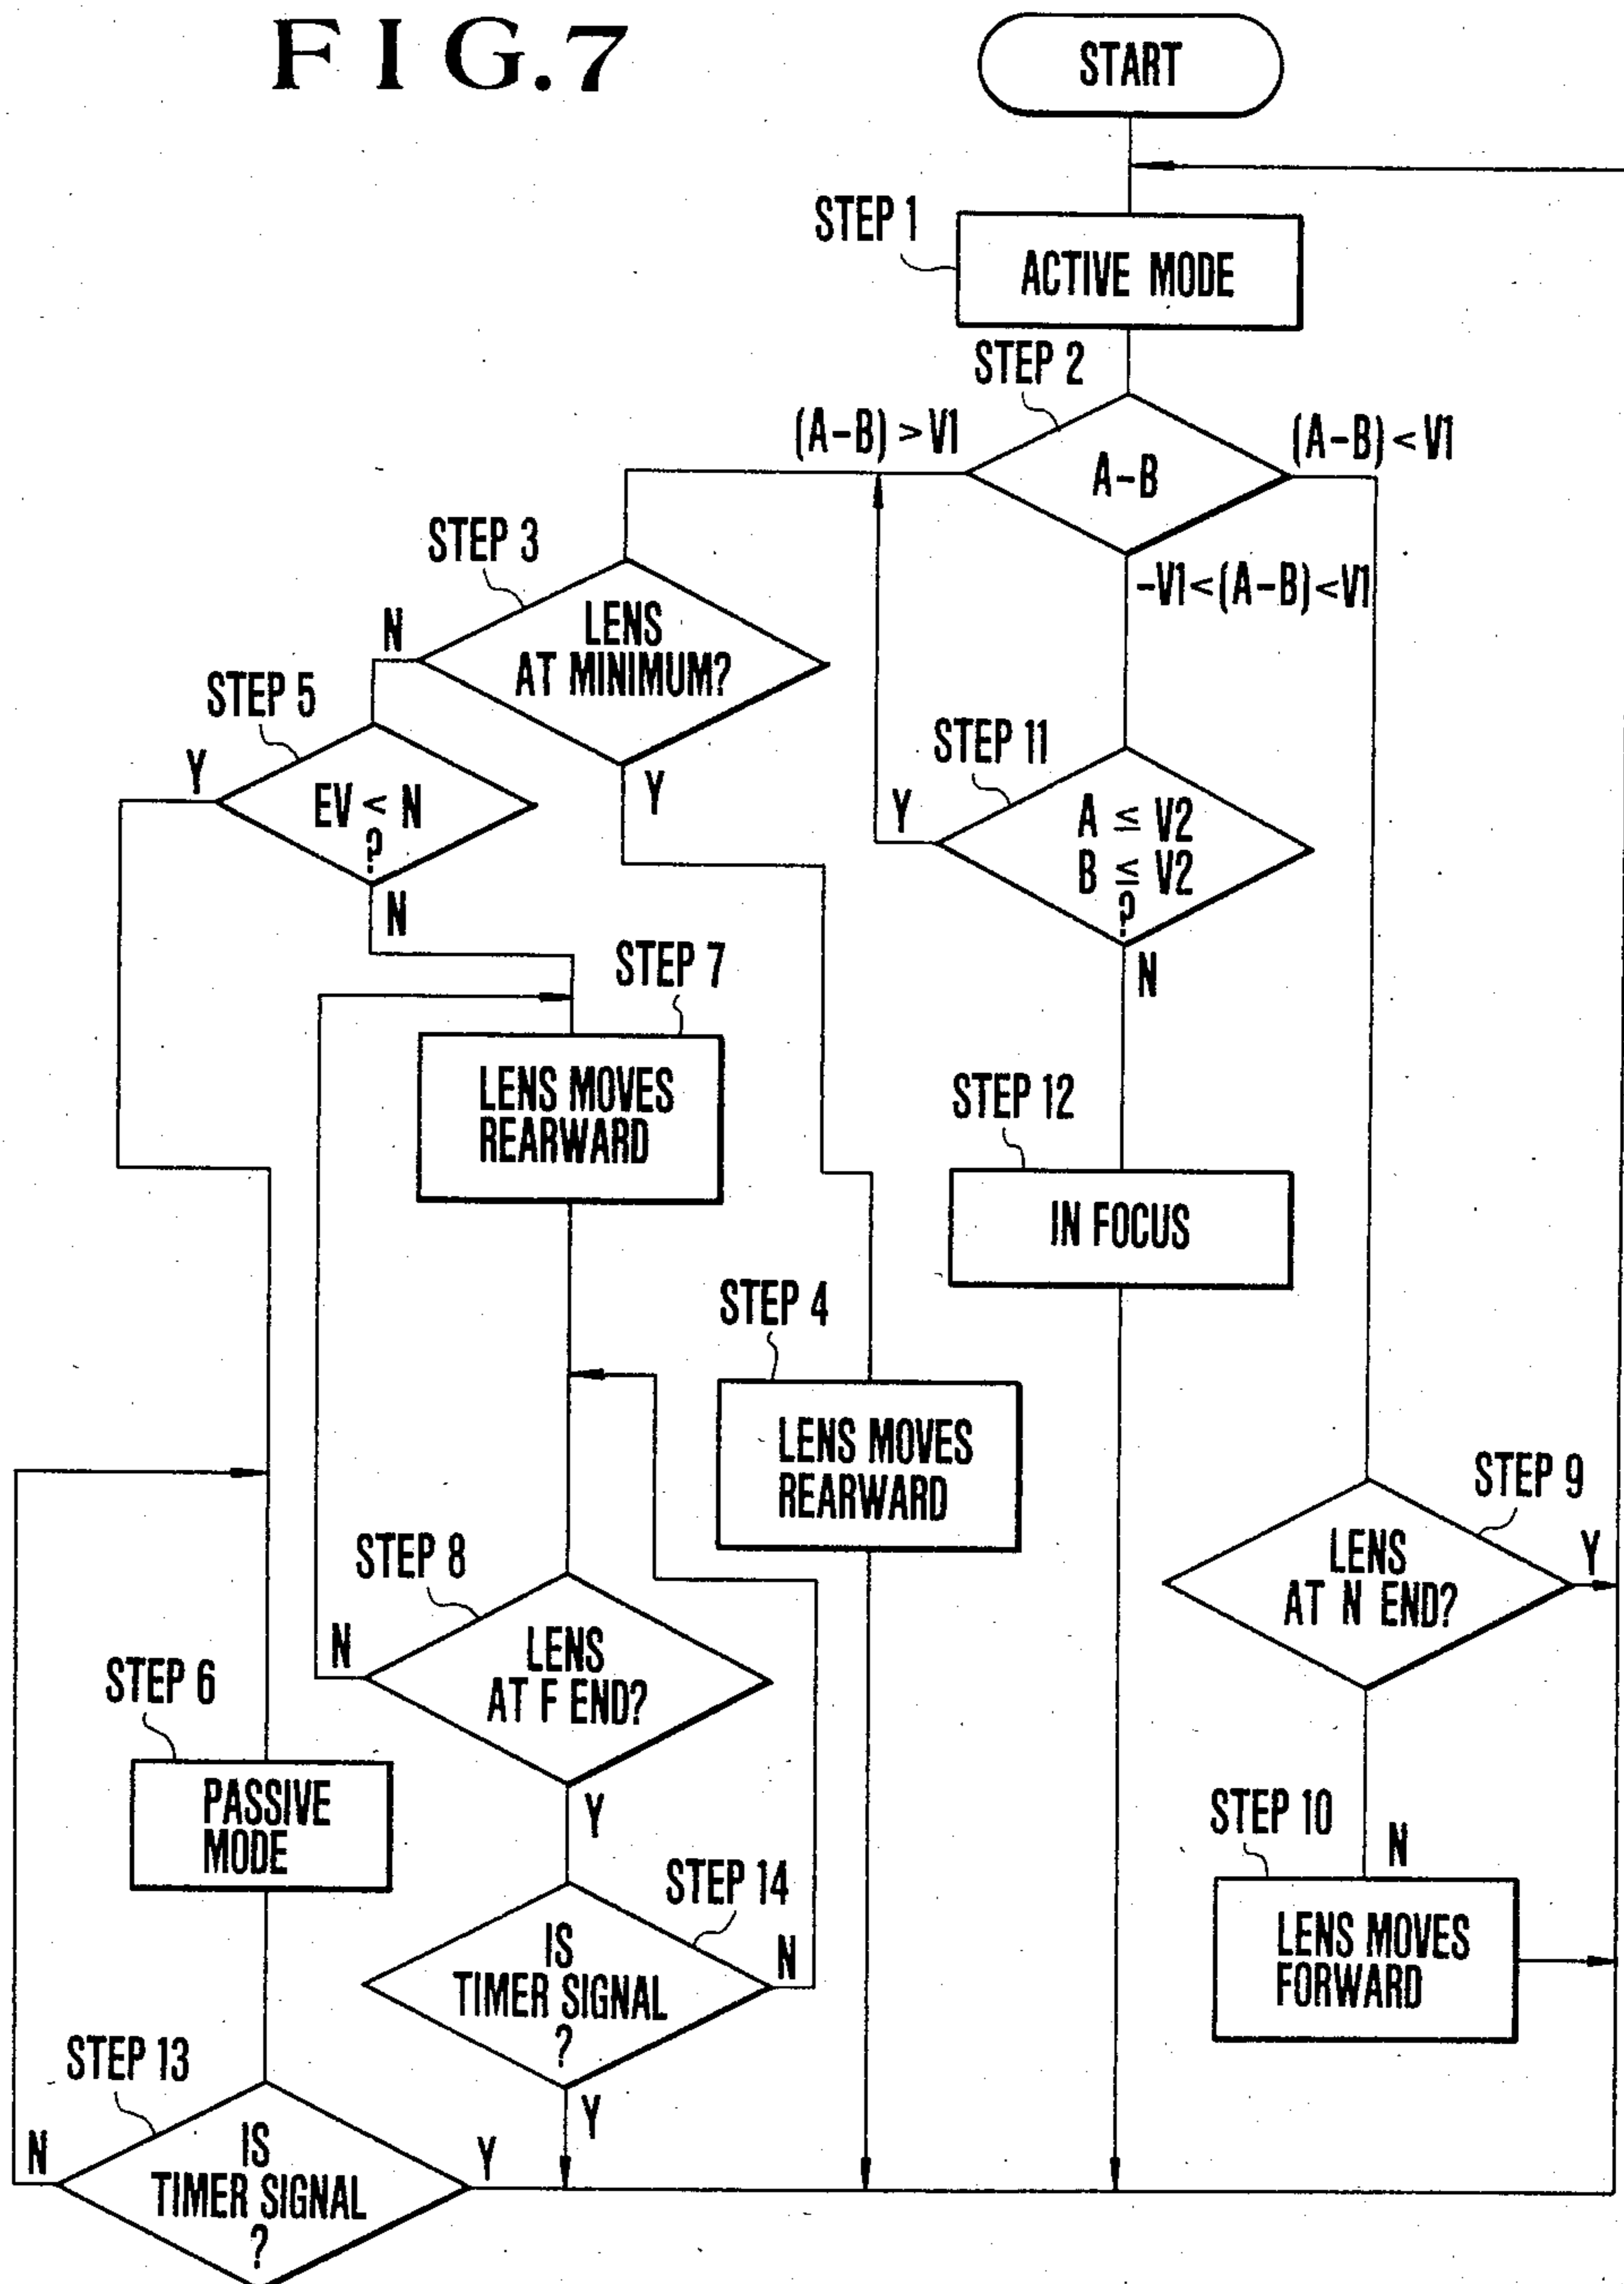 FIG.7
START
STEP 1
ACTIVE MODE
STEP 2
(A-B) > V1
(A-B) < V1
A-B
-V1<(A-B)<V1
STEP 3
N
LENS
AT MINIMUM?
Y
STEP 5
Y
EV < N
?
N
STEP 11
Y
A ≤ V2
B ≤ V2
?
N
STEP 7
LENS MOVES
REARWARD
STEP 12
IN FOCUS
STEP 4
LENS MOVES
REARWARD
STEP 9
LENS
AT N END?
Y
N
STEP 8
N
LENS
AT F END?
Y
STEP 6
PASSIVE
MODE
STEP 10
LENS MOVES
FORWARD
STEP 14
IS
TIMER SIGNAL
?
N
Y
STEP 13
N
IS
TIMER SIGNAL
?
Y